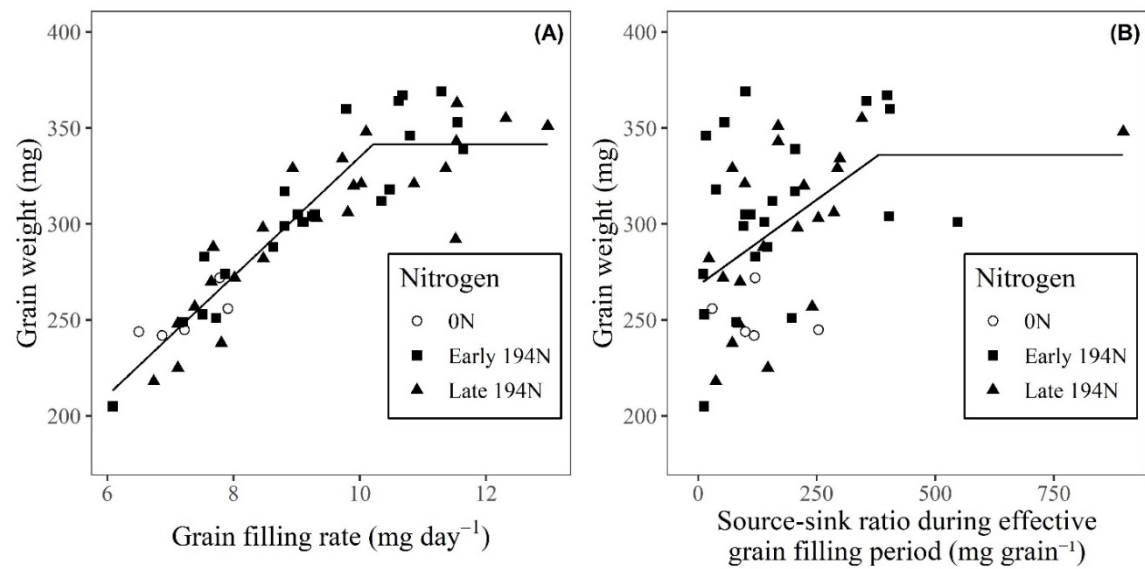 (A)
400
350
300
250
200
Grain weight (mg)
Nitrogen
0N
Early 194N
Late 194N
6
8
10
12
Grain filling rate (mg day⁻¹)
(B)
400
350
300
250
200
Grain weight (mg)
Nitrogen
0N
Early 194N
Late 194N
0
250
500
750
Source-sink ratio during effective
grain filling period (mg grain⁻¹)